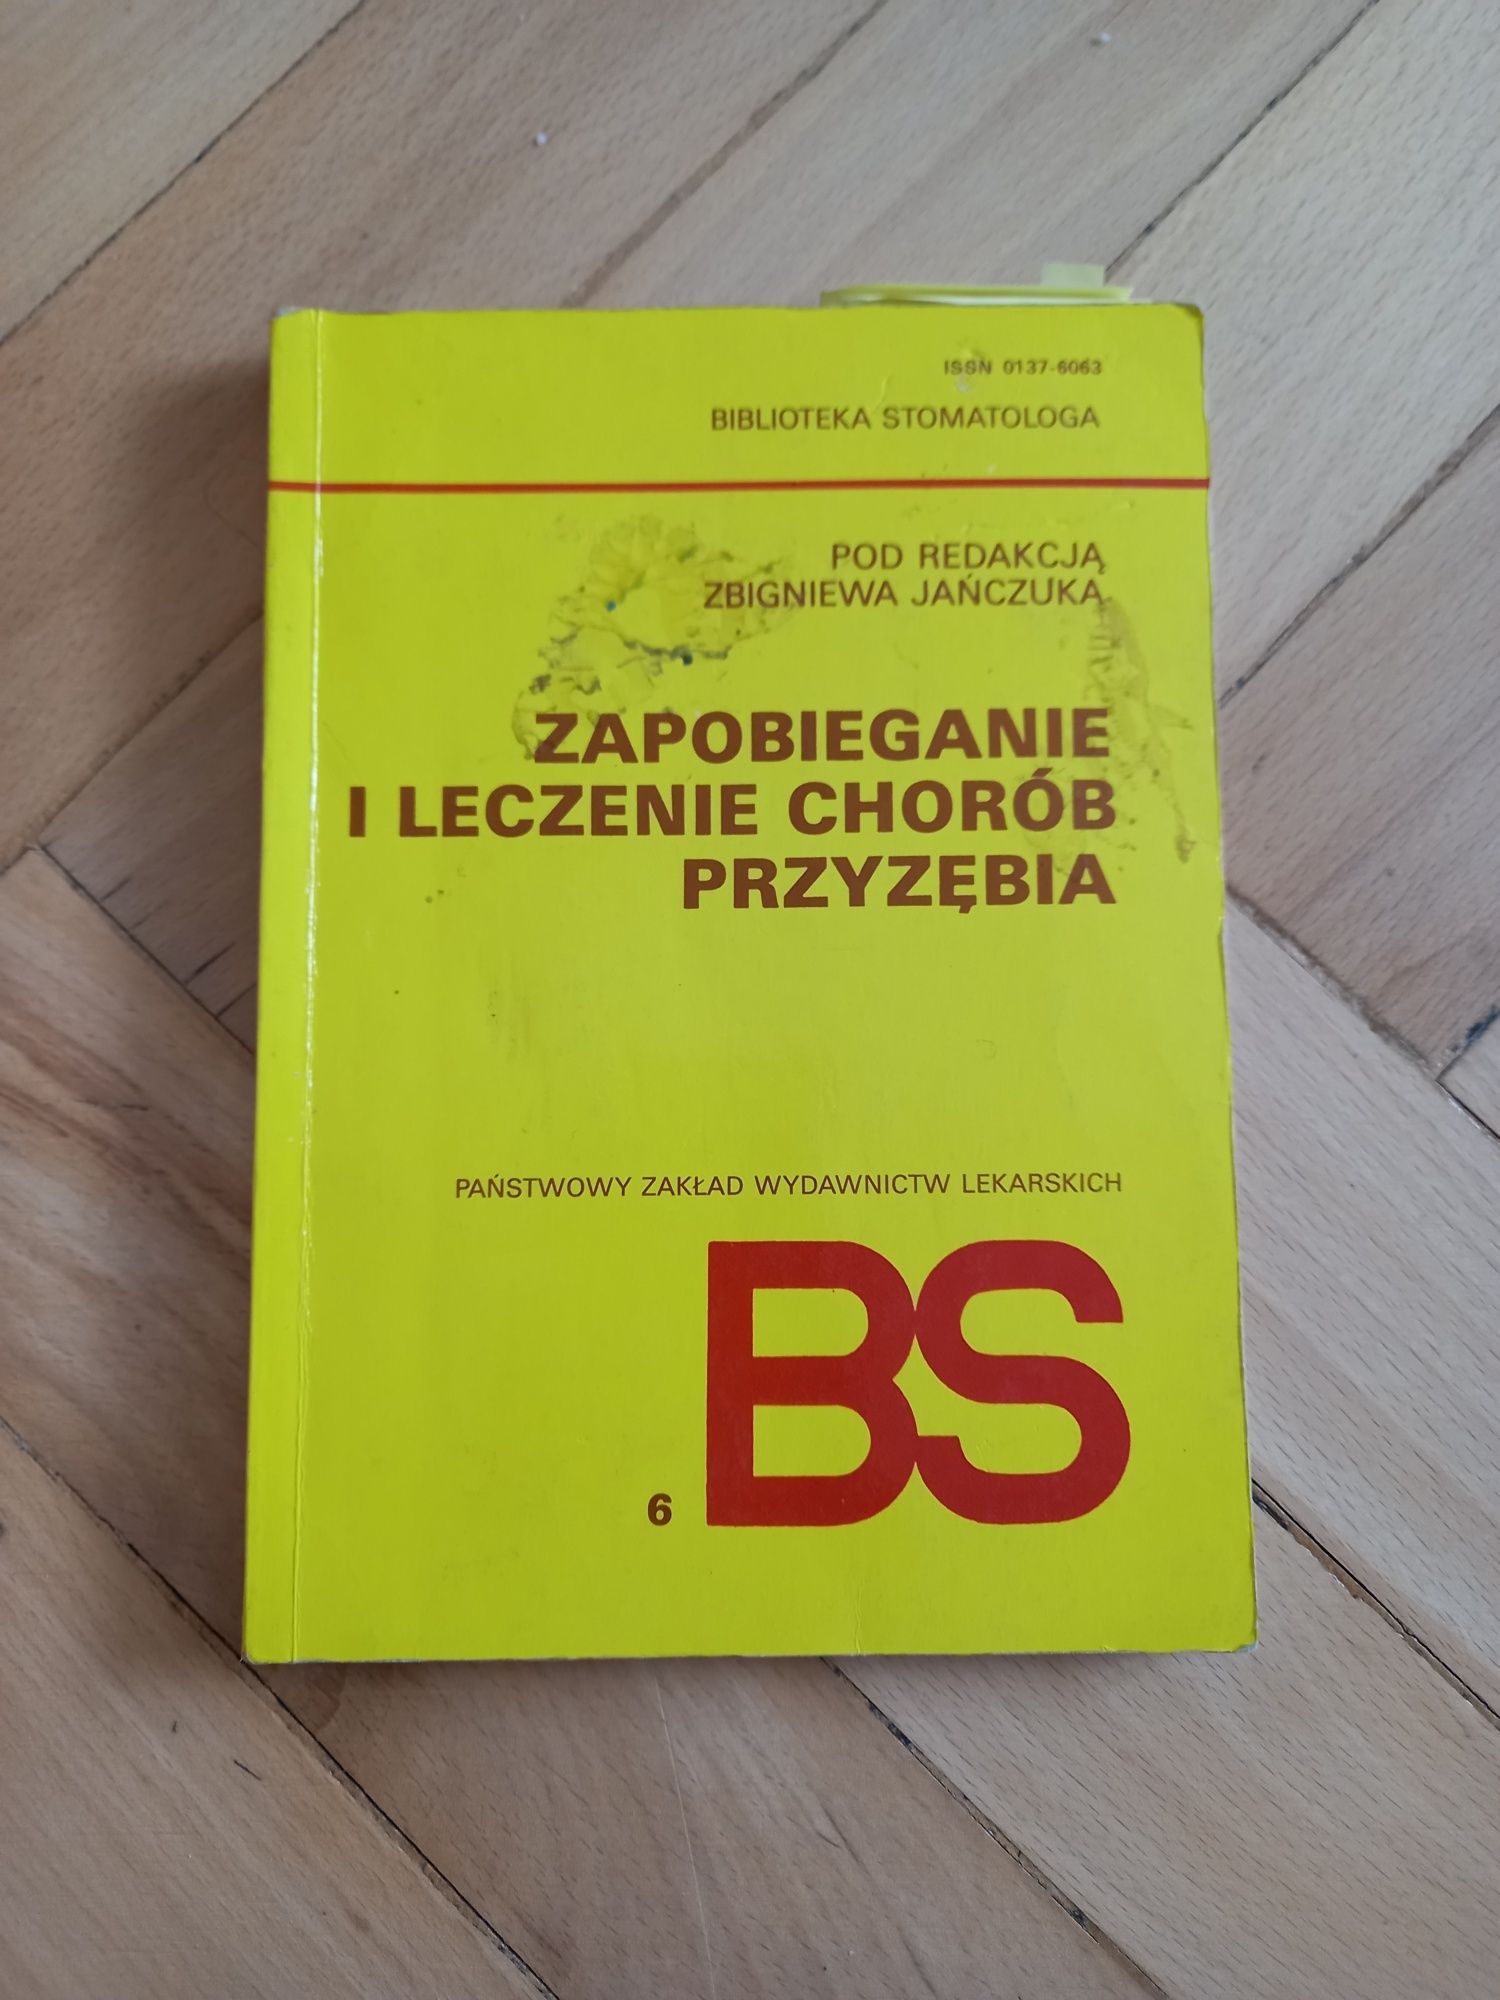 ISSN 0137-6063
BIBLIOTEKA STOMATOLOGA
POD REDAKCJĄ
ZBIGNIEWA JAŃCZUKA
ZAPOBIEGANIE
I LECZENIE CHORÓB
PRZYZĘBIA
PAŃSTWOWY ZAKŁAD WYDAWNICTW LEKARSKICH
6 BS